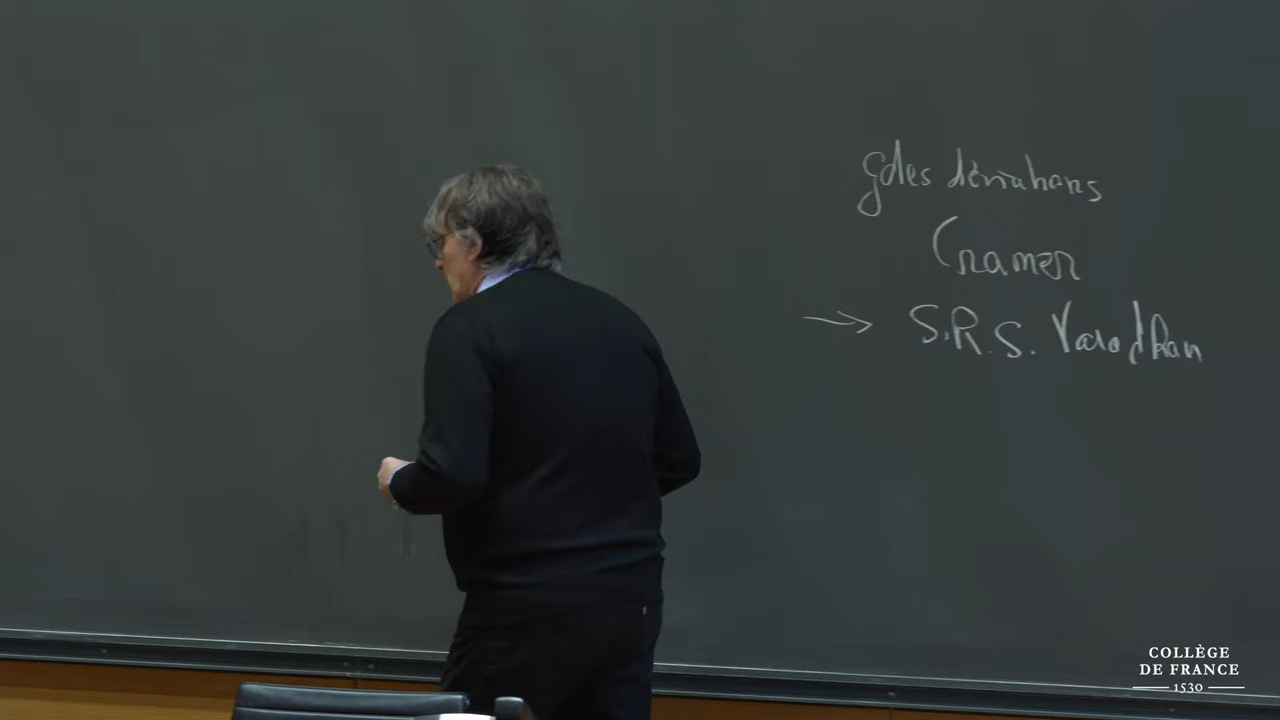 gdes déviations
Cramer
→ S.R.S. Varadhan
COLLÈGE
DE FRANCE
1530